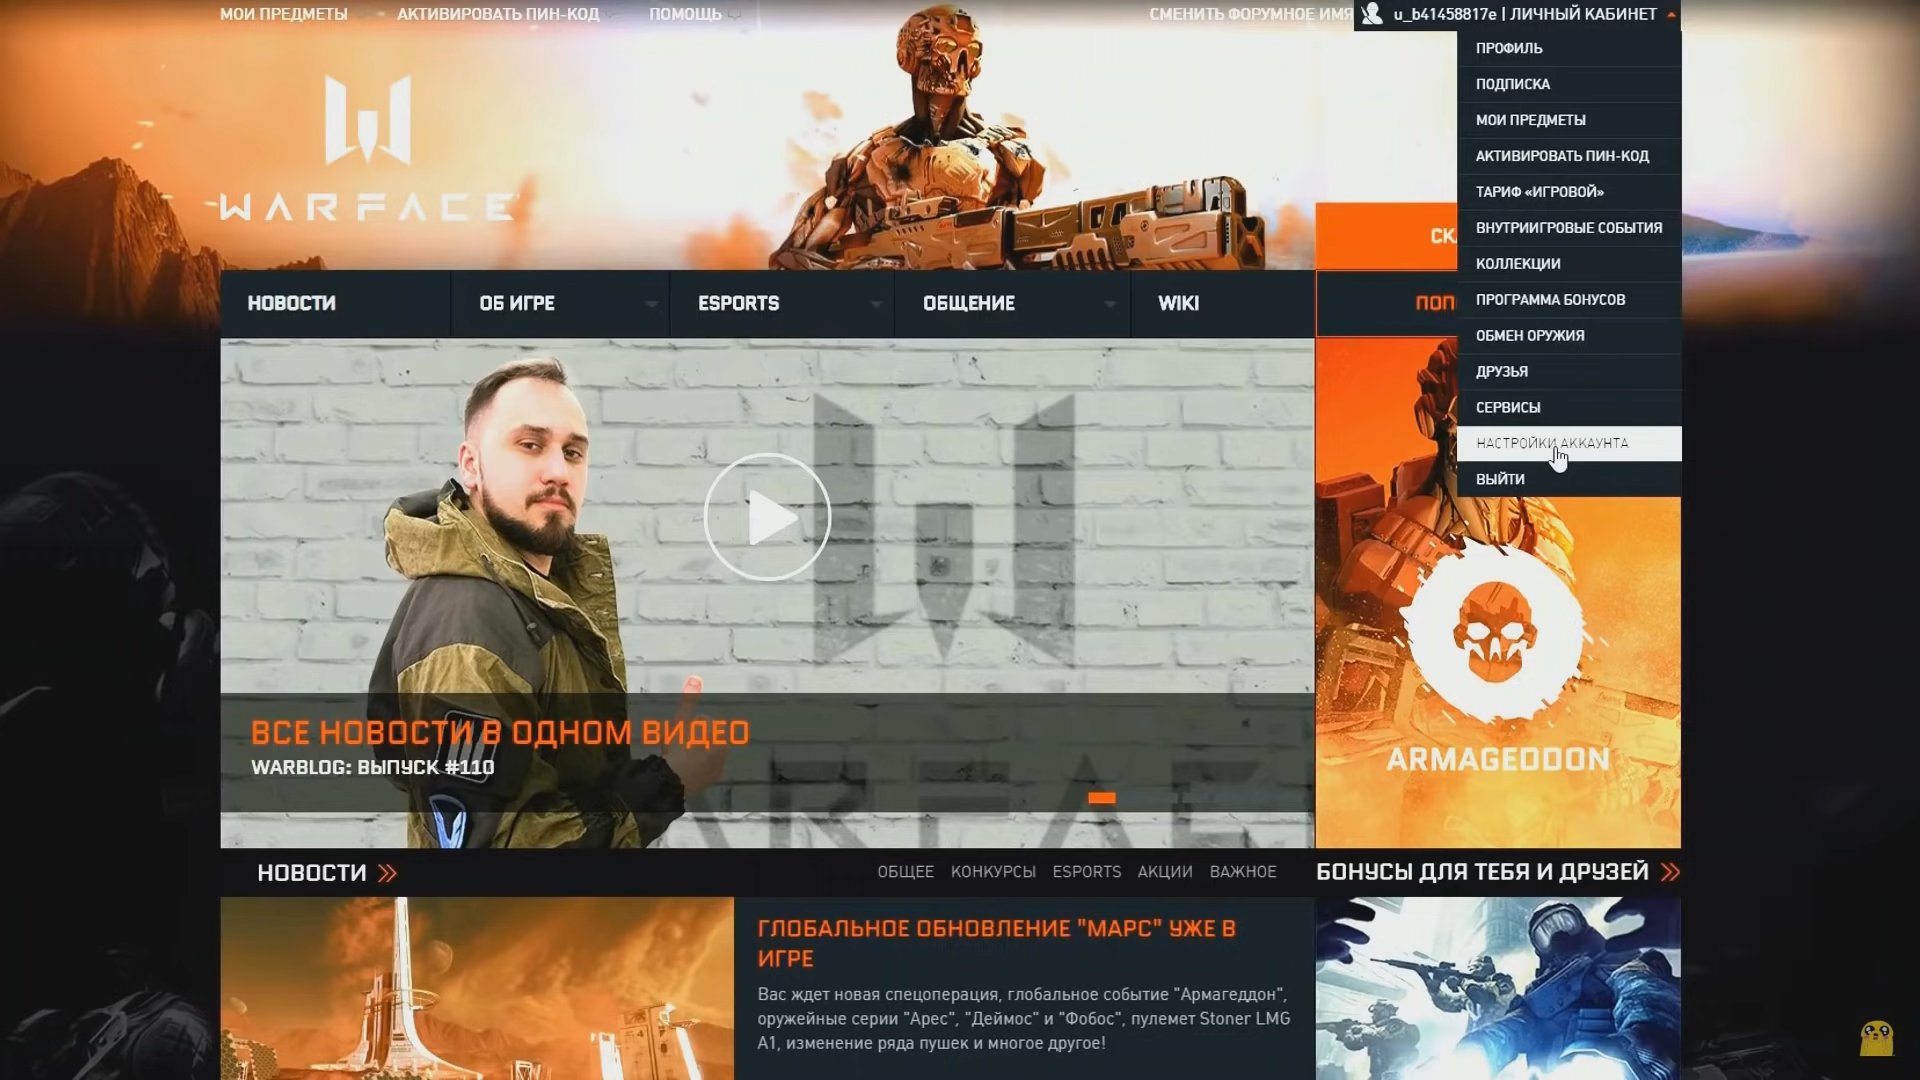 МОИ ПРЕДМЕТЫ АКТИВИРОВАТЬ ПИН-КОД ПОМОЩЬ СМЕНИТЬ ФОРУМНОЕ ИМЯ u_b41458817e | ЛИЧНЫЙ КАБИНЕТ
ПРОФИЛЬ
ПОДПИСКА
МОИ ПРЕДМЕТЫ
АКТИВИРОВАТЬ ПИН-КОД
ТАРИФ «ИГРОВОЙ»
ВНУТРИИГРОВЫЕ СОБЫТИЯ
КОЛЛЕКЦИИ
ПРОГРАММА БОНУСОВ
ОБМЕН ОРУЖИЯ
ДРУЗЬЯ
СЕРВИСЫ
НАСТРОЙКИ АККАУНТА
ВЫЙТИ
WARFACE
НОВОСТИ ОБ ИГРЕ ESPORTS ОБЩЕНИЕ WIKI
ВСЕ НОВОСТИ В ОДНОМ ВИДЕО
WARBLOG: ВЫПУСК #110
ARMAGEDDON
НОВОСТИ ОБЩЕЕ КОНКУРСЫ ESPORTS АКЦИИ ВАЖНОЕ
БОНУСЫ ДЛЯ ТЕБЯ И ДРУЗЕЙ
ГЛОБАЛЬНОЕ ОБНОВЛЕНИЕ "МАРС" УЖЕ В
ИГРЕ
Вас ждет новая спецоперация, глобальное событие "Армагеддон",
оружейные серии "Арес", "Деймос" и "Фобос", пулемет Stoner LMG
A1, изменение ряда пушек и многое другое!